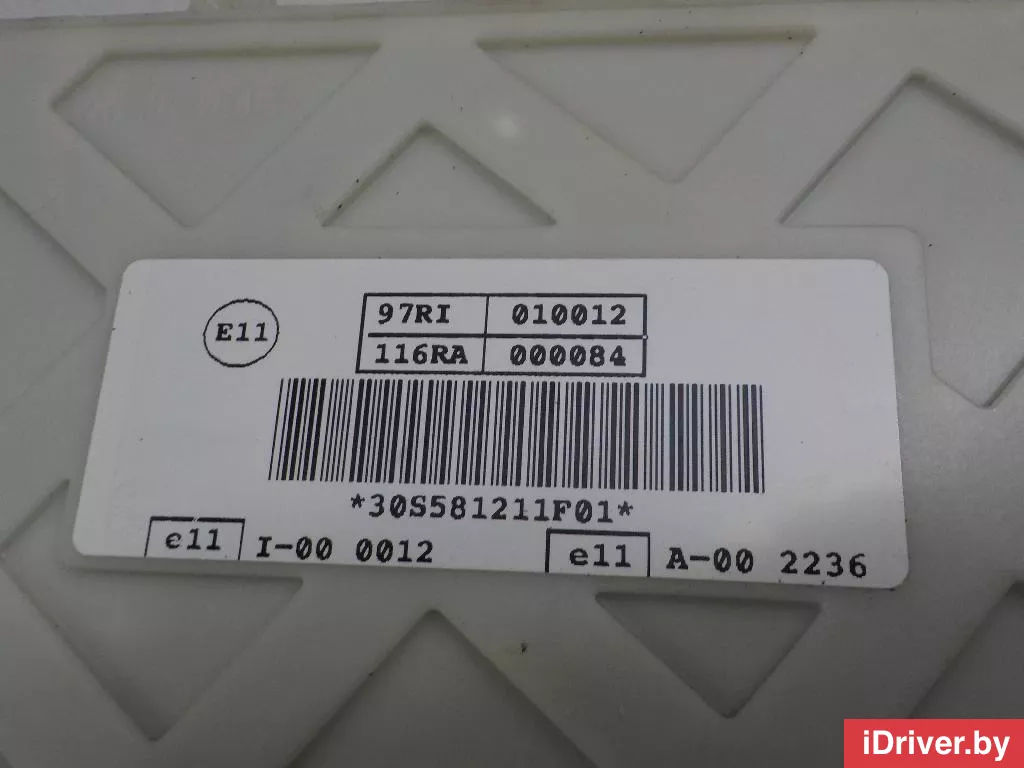 E11
97RI 010012
116RA 000084
*30S581211F01*
e11 I-00 0012 e11 A-00 2236
iDriver.by